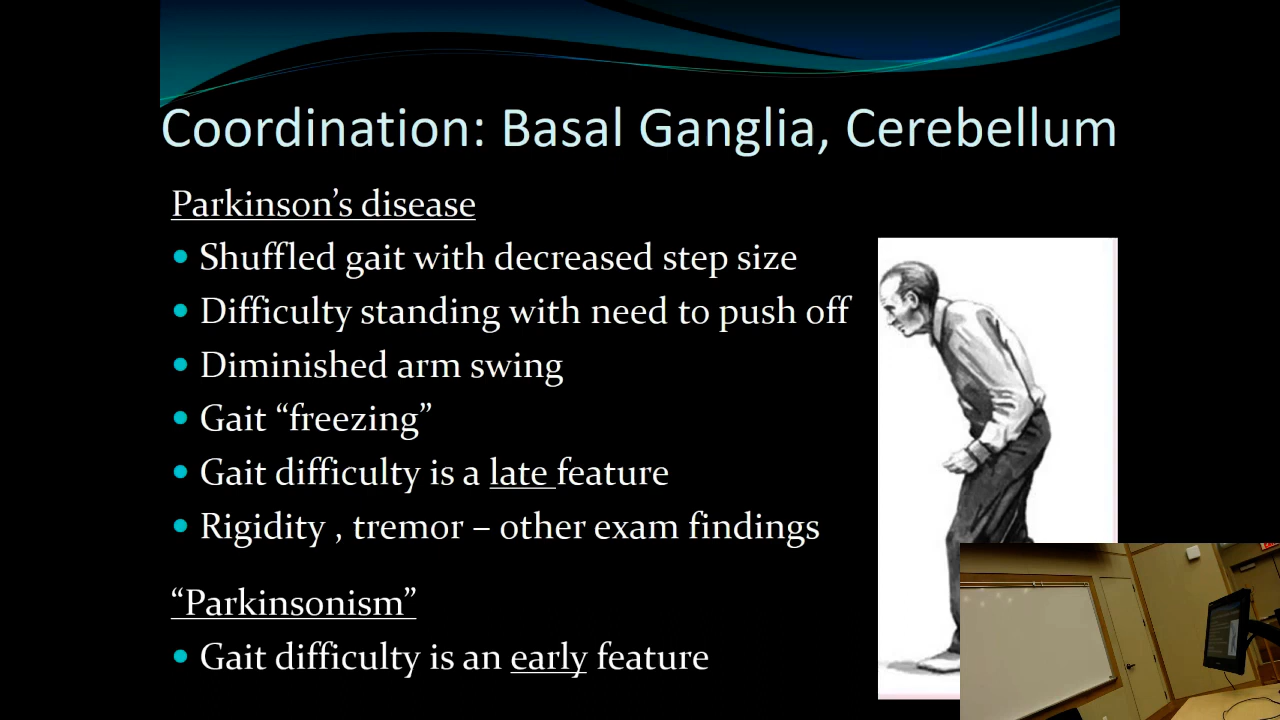 Coordination: Basal Ganglia, Cerebellum
Parkinson’s disease
• Shuffled gait with decreased step size
• Difficulty standing with need to push off
• Diminished arm swing
• Gait “freezing”
• Gait difficulty is a late feature
• Rigidity , tremor – other exam findings
“Parkinsonism”
• Gait difficulty is an early feature